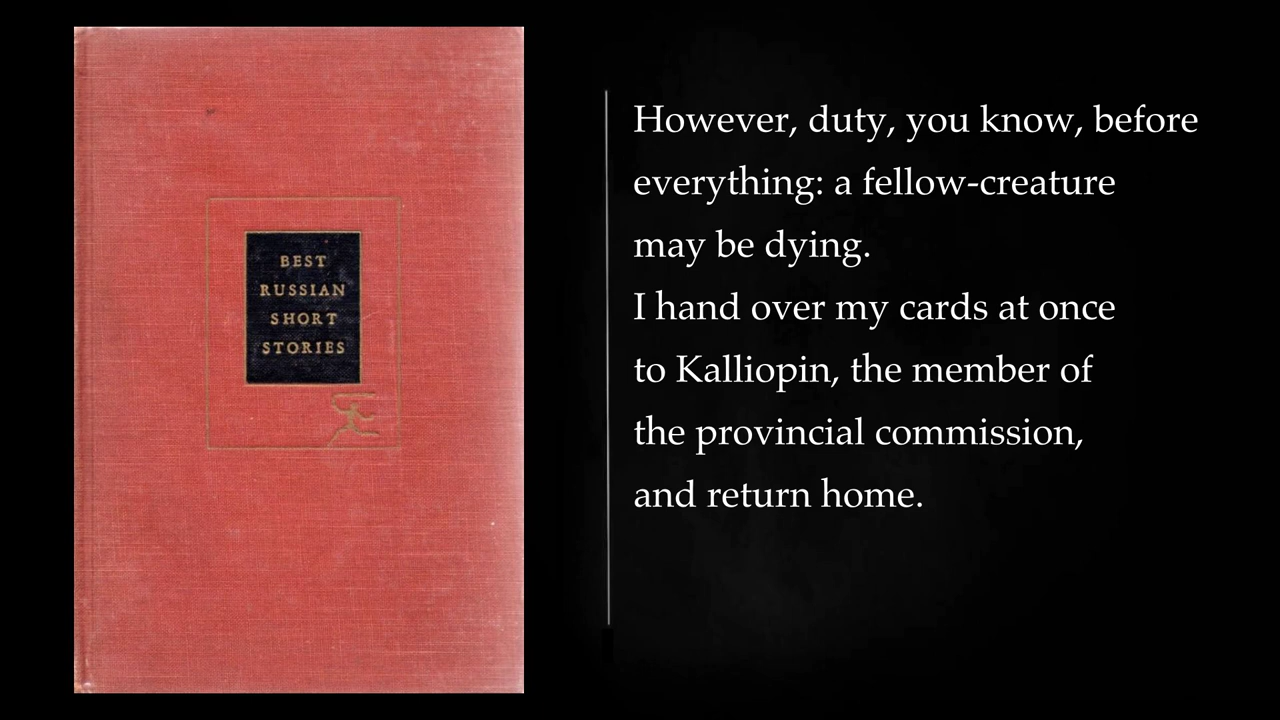 BEST
RUSSIAN
SHORT
STORIES
However, duty, you know, before
everything: a fellow-creature
may be dying.
I hand over my cards at once
to Kalliopin, the member of
the provincial commission,
and return home.